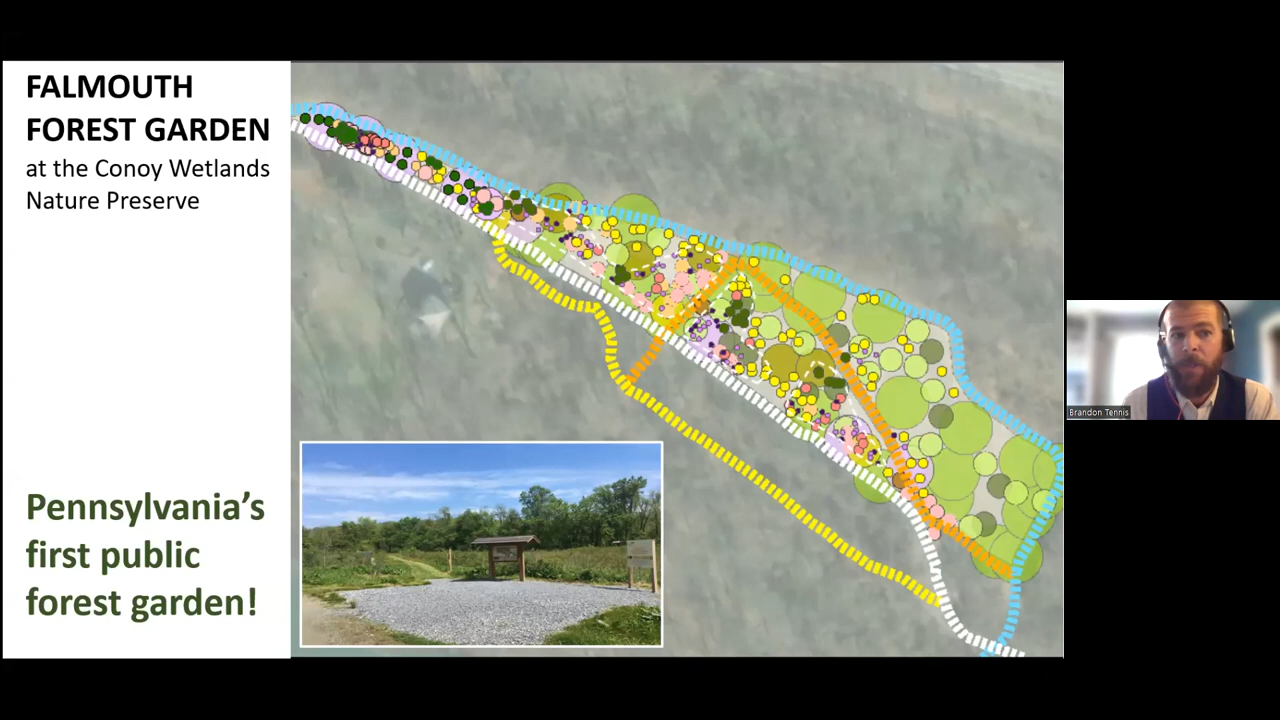 FALMOUTH
FOREST GARDEN
at the Conoy Wetlands
Nature Preserve
Pennsylvania's
first public
forest garden!
Brandon Tennis